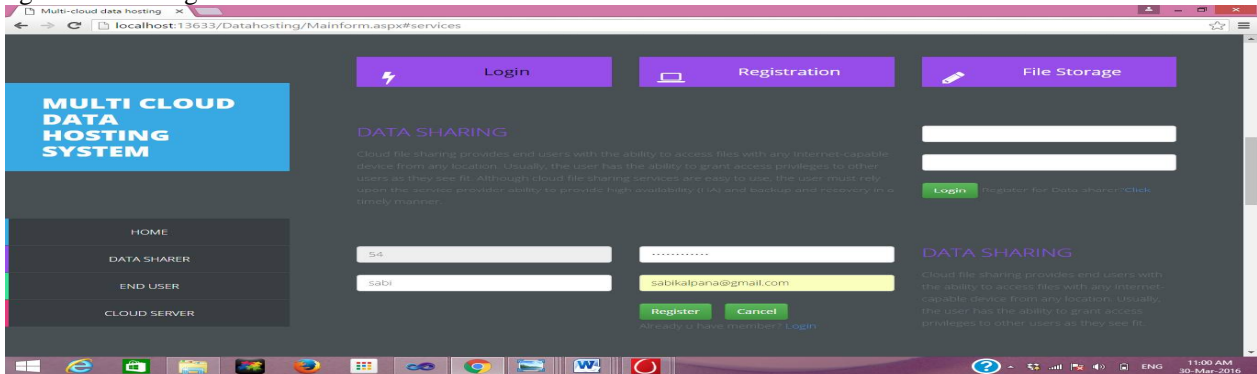 Multi-cloud data hosting
localhost:13633/Datahosting/Mainform.aspx#services
Login
Registration
File Storage
MULTI CLOUD
DATA
HOSTING
SYSTEM
DATA SHARING
Cloud file sharing provides end users with the ability to access files with any internet-capable
device from any location. Usually, the user has the ability to grant access privileges to other
users as they see fit. Although cloud file sharing services are easy to use, the user must rely
upon the service provider ability to provide high availability (HA) and backup and recovery in a
timely manner.
Login Register for Data sharer?Click
HOME
DATA SHARER
END USER
CLOUD SERVER
54
sabi
sabikalpana@gmail.com
Register Cancel
Already u have member? Login
DATA SHARING
Cloud file sharing provides end users with
the ability to access files with any internet-
capable device from any location. Usually,
the user has the ability to grant access
privileges to other users as they see fit.
ENG
11:00 AM
30-Mar-2016